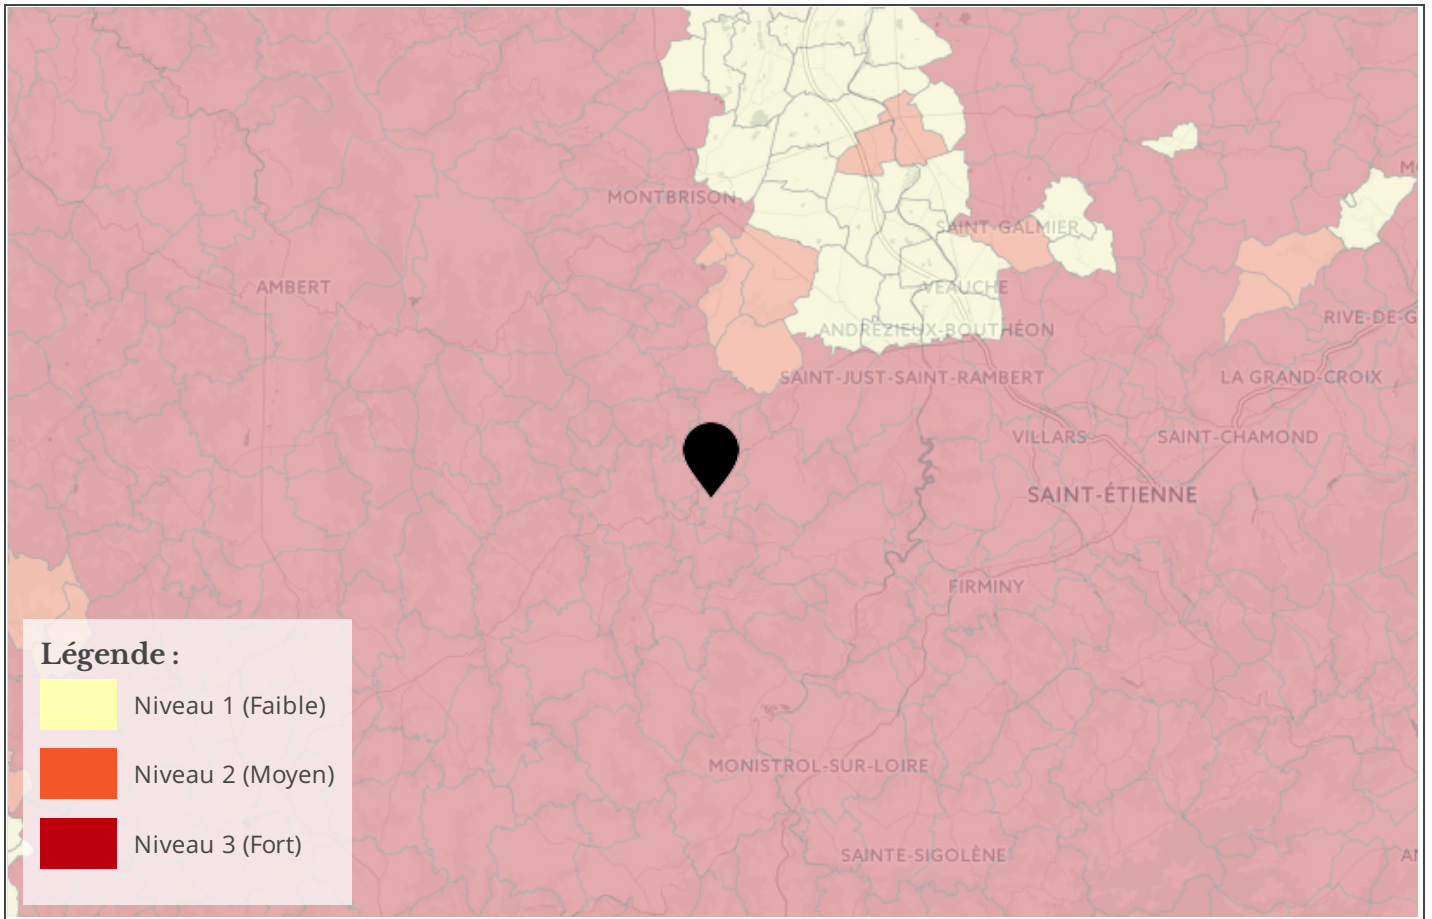 MONTBRISON
SAINT-GALMIER
AMBERT
VEAUCHE
ANDRÉZIEUX-BOUTHÉON
RIVE-DE-G
SAINT-JUST-SAINT-RAMBERT
LA GRAND-CROIX
VILLARS
SAINT-CHAMOND
SAINT-ÉTIENNE
FIRMINY
MONISTROL-SUR-LOIRE
SAINTE-SIGOLÈNE
Légende :
Niveau 1 (Faible)
Niveau 2 (Moyen)
Niveau 3 (Fort)